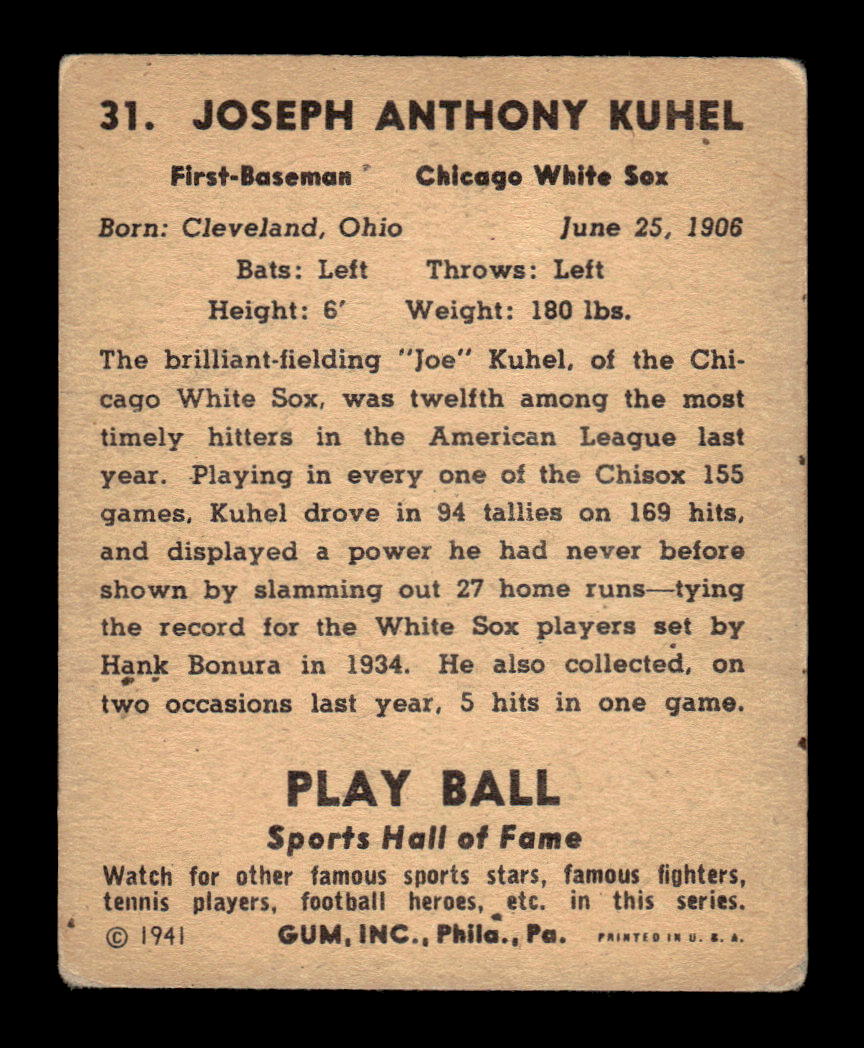 31. JOSEPH ANTHONY KUHEL
First-Baseman Chicago White Sox
Born: Cleveland, Ohio June 25, 1906
Bats: Left Throws: Left
Height: 6′ Weight: 180 lbs.
The brilliant-fielding "Joe" Kuhel, of the Chi-
cago White Sox, was twelfth among the most
timely hitters in the American League last
year. Playing in every one of the Chisox 155
games, Kuhel drove in 94 tallies on 169 hits,
and displayed a power he had never before
shown by slamming out 27 home runs—tying
the record for the White Sox players set by
Hank Bonura in 1934. He also collected, on
two occasions last year, 5 hits in one game.
PLAY BALL
Sports Hall of Fame
Watch for other famous sports stars, famous fighters,
tennis players, football heroes, etc. in this series.
© 1941 GUM, INC., Phila., Pa. PRINTED IN U. S. A.